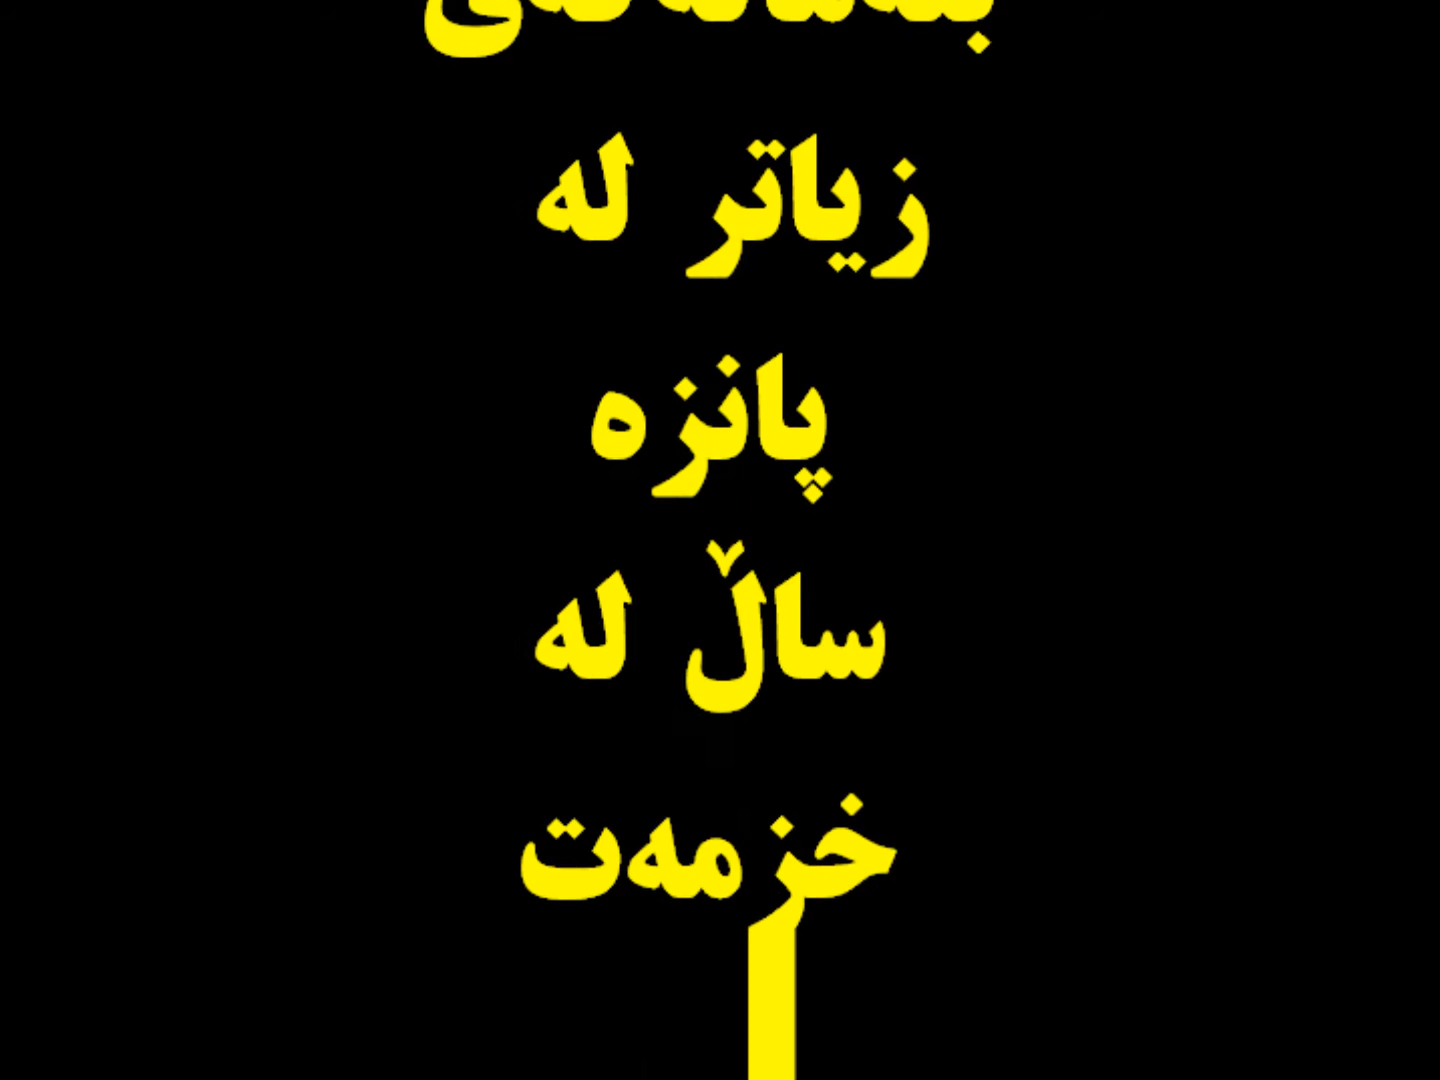 زیاتر لە
پانزە
ساڵ لە
خزمەت